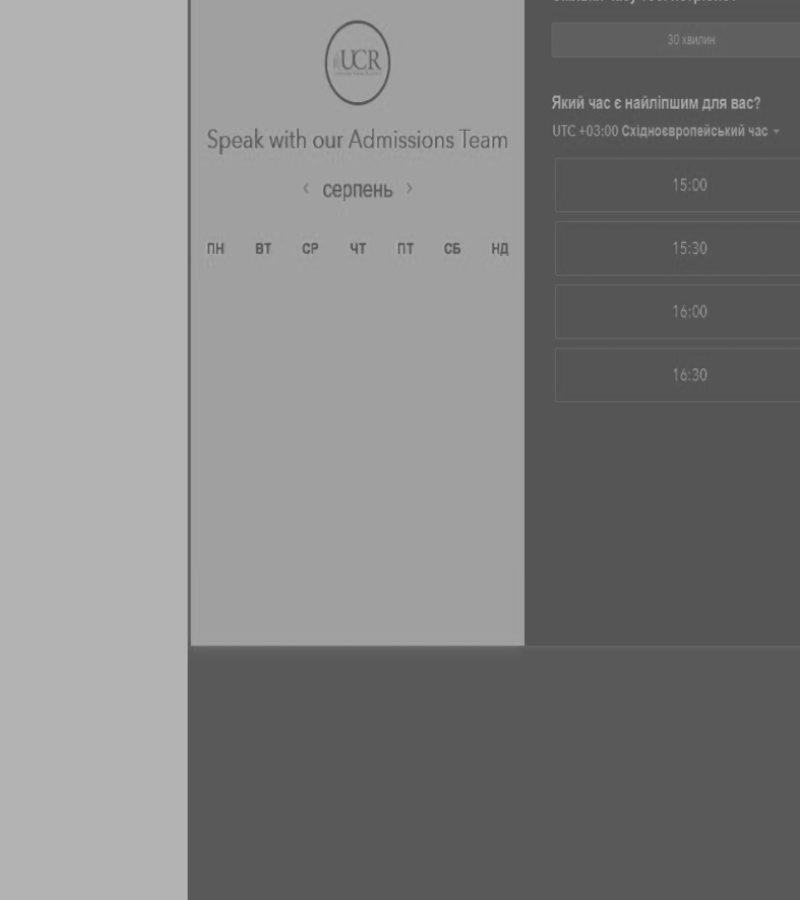 UCR
Speak with our Admissions Team
серпень
ПН ВТ СР ЧТ ПТ СБ НД
30 хвилин
Який час є найліпшим для вас?
UTC +03:00 Східноєвропейський час
15:00
15:30
16:00
16:30